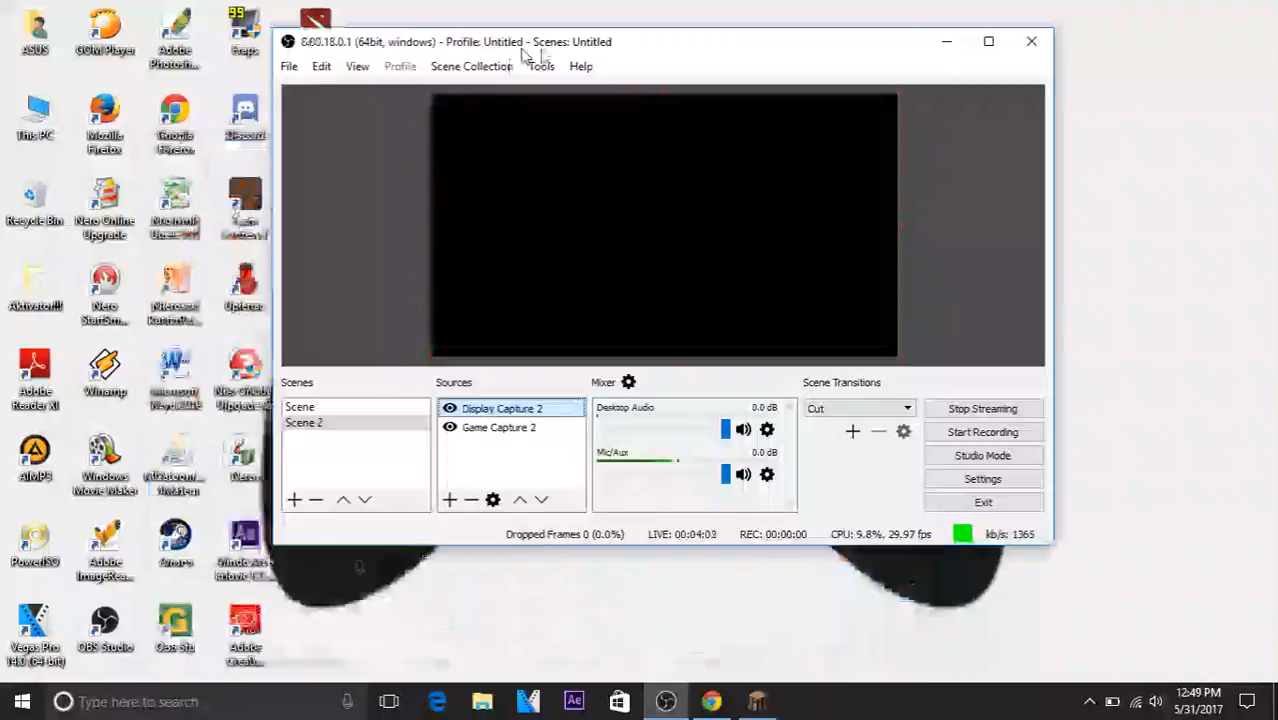 (64bit, windows) - Profile: Untitled - Scenes: Untitled
File Edit View Profile Scene Collection Tools Help
ASUS
GOM Player
Adobe
Photosh...
Fraps
This PC
Mozilla
Firefox
Discord
Recycle Bin
Nero Online
Upgrade
Nero
StartSm...
Adobe
Reader XI
Winamp
AIMP3
Windows
Movie Maker
PowerISO
Adobe
ImageRea...
Vegas Pro
14.0 (64-bit)
OBS Studio
Adobe
Scenes
Scene
Scene 2
Sources
Display Capture 2
Game Capture 2
Mixer
Desktop Audio 0.0 dB
Mic/Aux 0.0 dB
Scene Transitions
Cut
Stop Streaming
Start Recording
Studio Mode
Settings
Exit
Dropped Frames 0 (0.0%) LIVE: 00:04:03 REC: 00:00:00 CPU: 9.8%, 29.97 fps kb/s: 1365
Type here to search
Ae
12:49 PM
5/31/2017